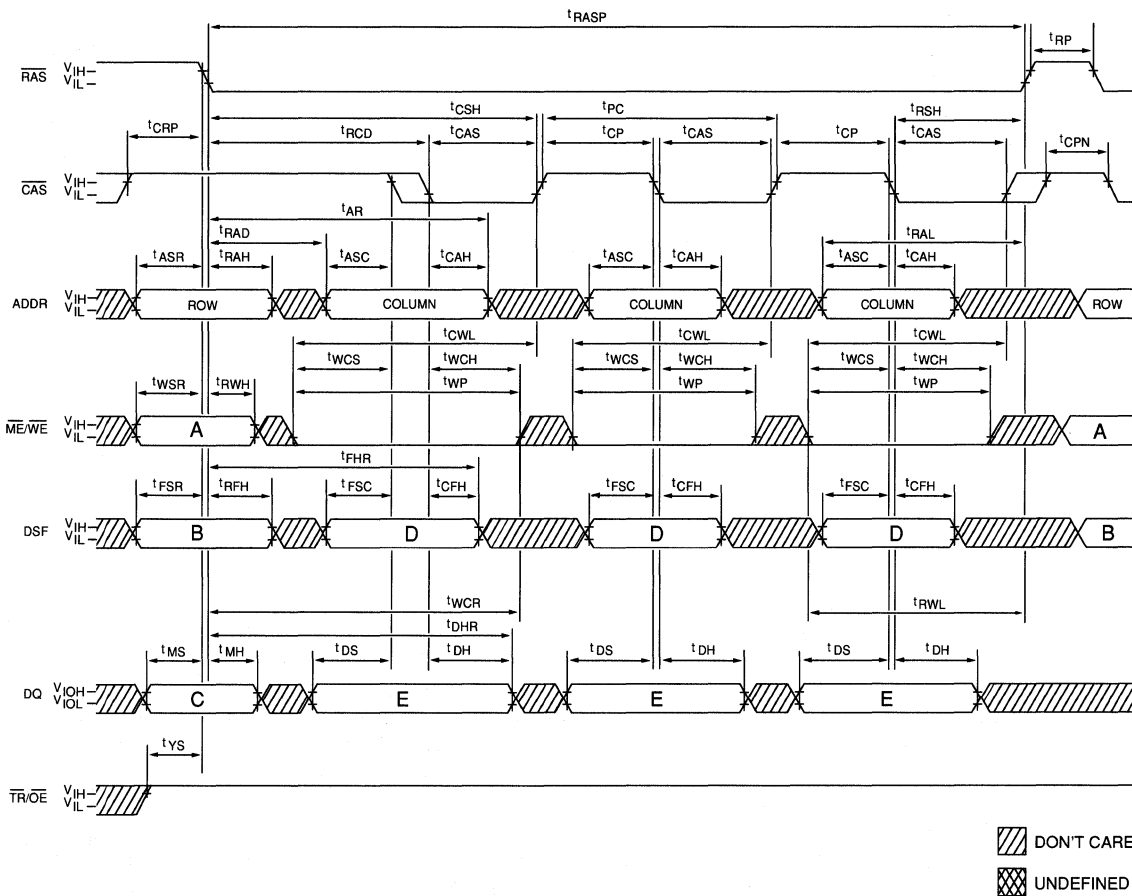 tRASP
tRP
RAS VIH VIL
tCSH tPC tRSH
tCRP tRCD tCAS tCP tCAS tCP tCAS tCPN
CAS VIH VIL
tAR
tRAD tRAL
tASR tRAH tASC tCAH tASC tCAH tASC tCAH
ADDR VIH VIL ROW COLUMN COLUMN COLUMN ROW
tCWL tCWL tCWL
tWCS tWCH tWCS tWCH tWCS tWCH
tWSR tRWH tWP tWP tWP
ME/WE VIH VIL A A
tFHR
tFSR tRFH tFSC tCFH tFSC tCFH tFSC tCFH
DSF VIH VIL B D D D B
tWCR tRWL
tDHR
tMS tMH tDS tDH tDS tDH tDS tDH
DQ VIOH VIOL C E E E
tYS
TR/OE VIH VIL
DON'T CARE
UNDEFINED